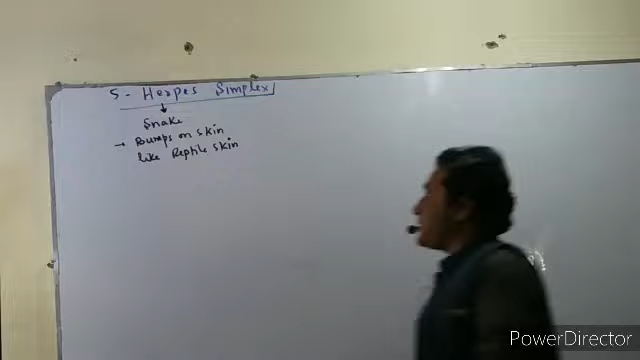 5- Herpes Simplex
Snake
→ Bumps on skin
like Reptile skin
PowerDirector